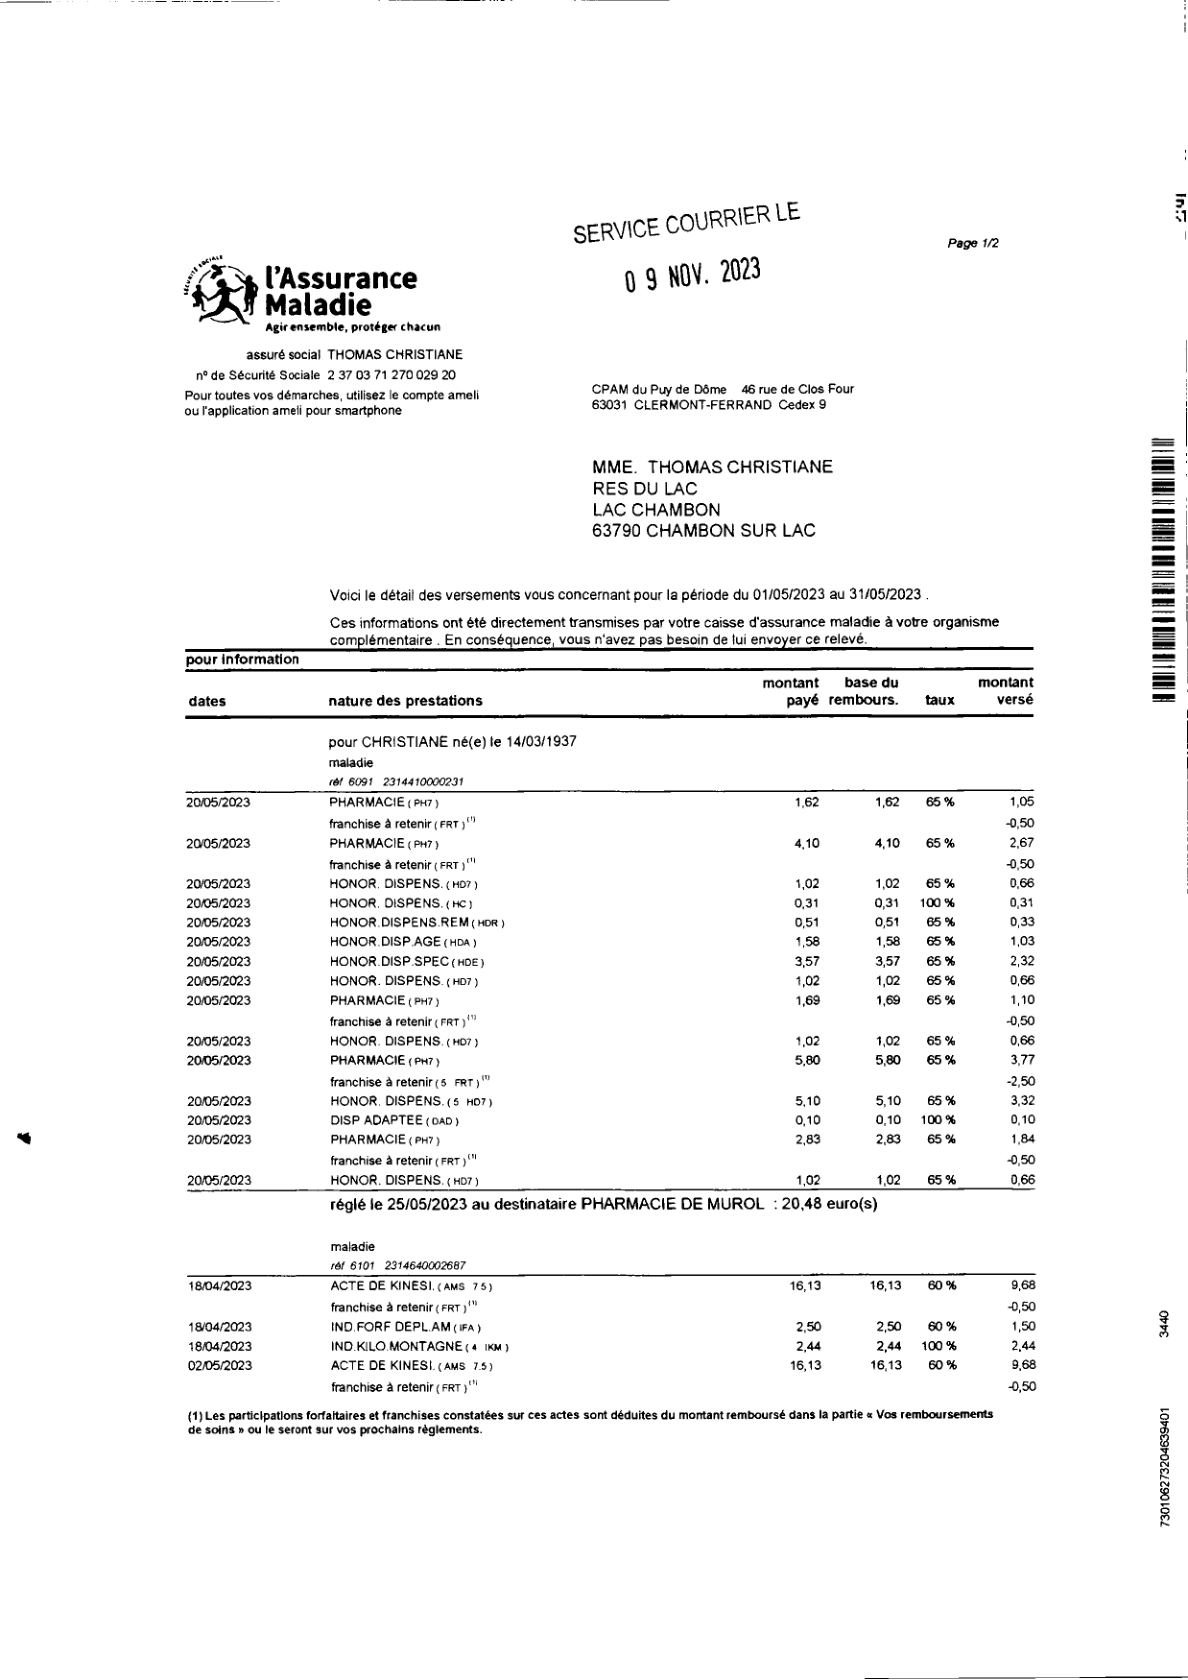 SERVICE COURRIER LE
09 NOV. 2023
Page 1/2
SÉCURITÉ SOCIALE
l'Assurance
Maladie
Agir ensemble, protéger chacun
assuré social THOMAS CHRISTIANE
n° de Sécurité Sociale 2 37 03 71 270 029 20
Pour toutes vos démarches, utilisez le compte ameli
ou l'application ameli pour smartphone
CPAM du Puy de Dôme 46 rue de Clos Four
63031 CLERMONT-FERRAND Cedex 9
MME. THOMAS CHRISTIANE
RES DU LAC
LAC CHAMBON
63790 CHAMBON SUR LAC
Voici le détail des versements vous concernant pour la période du 01/05/2023 au 31/05/2023 .
Ces informations ont été directement transmises par votre caisse d'assurance maladie à votre organisme
complémentaire . En conséquence, vous n'avez pas besoin de lui envoyer ce relevé.
pour information
dates nature des prestations montant payé base du rembours. taux montant versé
pour CHRISTIANE né(e) le 14/03/1937
maladie
réf 6091 2314410000231
20/05/2023 PHARMACIE ( PH7 ) 1,62 1,62 65 % 1,05
franchise à retenir ( FRT ) (1) -0,50
20/05/2023 PHARMACIE ( PH7 ) 4,10 4,10 65 % 2,67
franchise à retenir ( FRT ) (1) -0,50
20/05/2023 HONOR. DISPENS. ( HD7 ) 1,02 1,02 65 % 0,66
20/05/2023 HONOR. DISPENS. ( HC ) 0,31 0,31 100 % 0,31
20/05/2023 HONOR.DISPENS.REM ( HDR ) 0,51 0,51 65 % 0,33
20/05/2023 HONOR.DISP.AGE ( HDA ) 1,58 1,58 65 % 1,03
20/05/2023 HONOR.DISP.SPEC ( HDE ) 3,57 3,57 65 % 2,32
20/05/2023 HONOR. DISPENS. ( HD7 ) 1,02 1,02 65 % 0,66
20/05/2023 PHARMACIE ( PH7 ) 1,69 1,69 65 % 1,10
franchise à retenir ( FRT ) (1) -0,50
20/05/2023 HONOR. DISPENS. ( HD7 ) 1,02 1,02 65 % 0,66
20/05/2023 PHARMACIE ( PH7 ) 5,80 5,80 65 % 3,77
franchise à retenir ( 5 FRT ) (1) -2,50
20/05/2023 HONOR. DISPENS. ( 5 HD7 ) 5,10 5,10 65 % 3,32
20/05/2023 DISP ADAPTEE ( DAD ) 0,10 0,10 100 % 0,10
20/05/2023 PHARMACIE ( PH7 ) 2,83 2,83 65 % 1,84
franchise à retenir ( FRT ) (1) -0,50
20/05/2023 HONOR. DISPENS. ( HD7 ) 1,02 1,02 65 % 0,66
réglé le 25/05/2023 au destinataire PHARMACIE DE MUROL : 20,48 euro(s)
maladie
réf 6101 2314640002687
18/04/2023 ACTE DE KINESI. ( AMS 7.5 ) 16,13 16,13 60 % 9,68
franchise à retenir ( FRT ) (1) -0,50
18/04/2023 IND.FORF DEPL.AM ( IFA ) 2,50 2,50 60 % 1,50
18/04/2023 IND.KILO.MONTAGNE ( 4 IKM ) 2,44 2,44 100 % 2,44
02/05/2023 ACTE DE KINESI. ( AMS 7.5 ) 16,13 16,13 60 % 9,68
franchise à retenir ( FRT ) (1) -0,50
(1) Les participations forfaitaires et franchises constatées sur ces actes sont déduites du montant remboursé dans la partie « Vos remboursements
de soins » ou le seront sur vos prochains règlements.
3440
730106273204639401